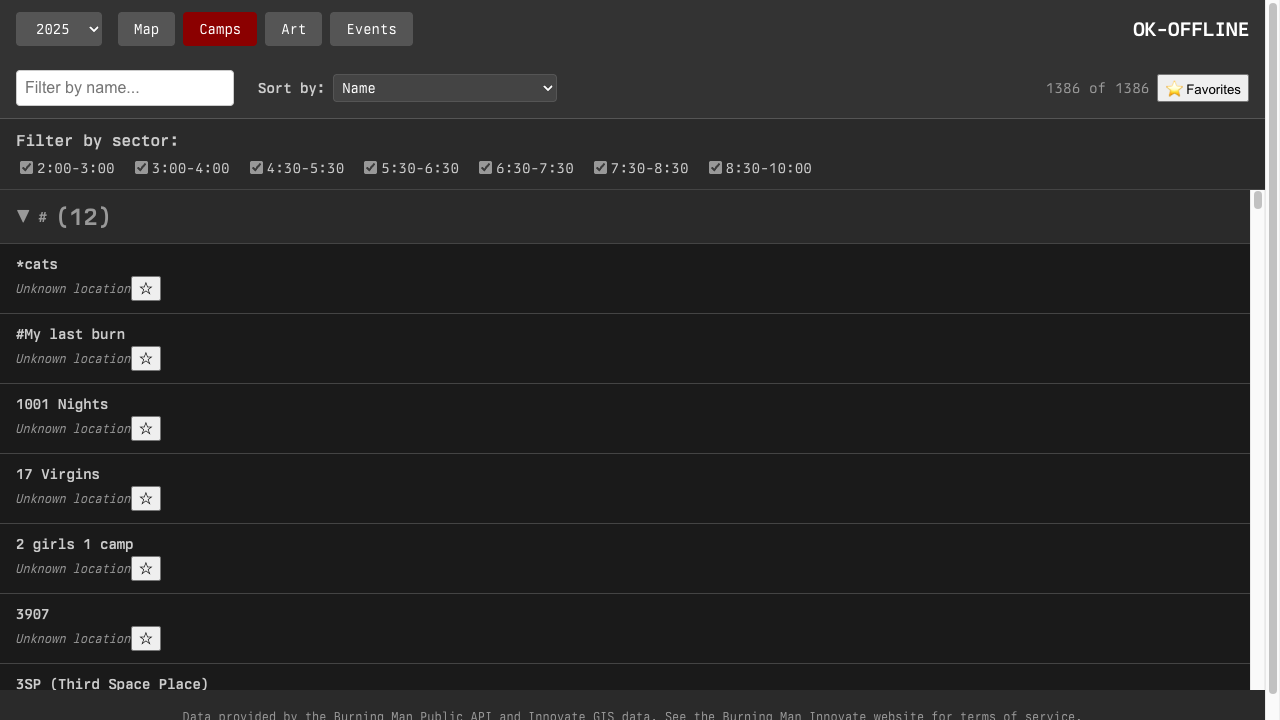 2025 Map Camps Art Events OK-OFFLINE
Filter by name... Sort by: Name 1386 of 1386 ⭐ Favorites
Filter by sector:
2:00-3:00 3:00-4:00 4:30-5:30 5:30-6:30 6:30-7:30 7:30-8:30 8:30-10:00
▼ # (12)
*cats
Unknown location ☆
#My last burn
Unknown location ☆
1001 Nights
Unknown location ☆
17 Virgins
Unknown location ☆
2 girls 1 camp
Unknown location ☆
3907
Unknown location ☆
3SP (Third Space Place)
Data provided by the Burning Man Public API and Innovate GIS data. See the Burning Man Innovate website for terms of service.